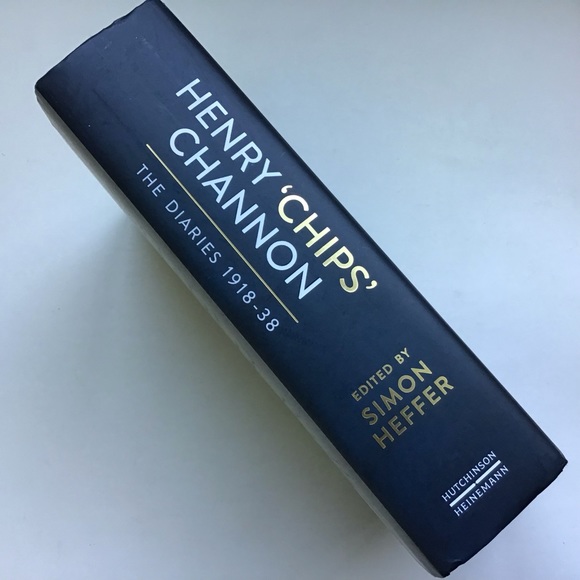 HENRY ‘CHIPS’
CHANNON
THE DIARIES 1918-38
EDITED BY
SIMON
HEFFER
HUTCHINSON
HEINEMANN